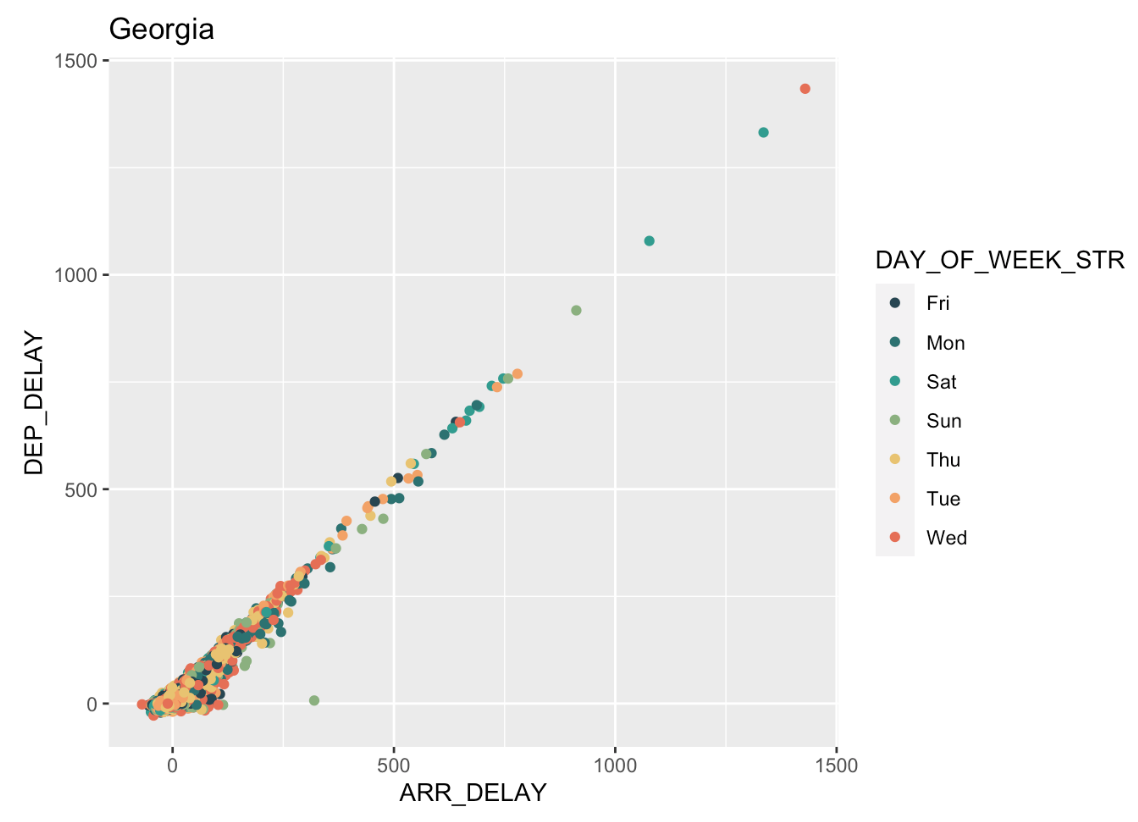 Georgia
1500
1000
500
0
DEP_DELAY
0
500
1000
1500
ARR_DELAY
DAY_OF_WEEK_STR
Fri
Mon
Sat
Sun
Thu
Tue
Wed